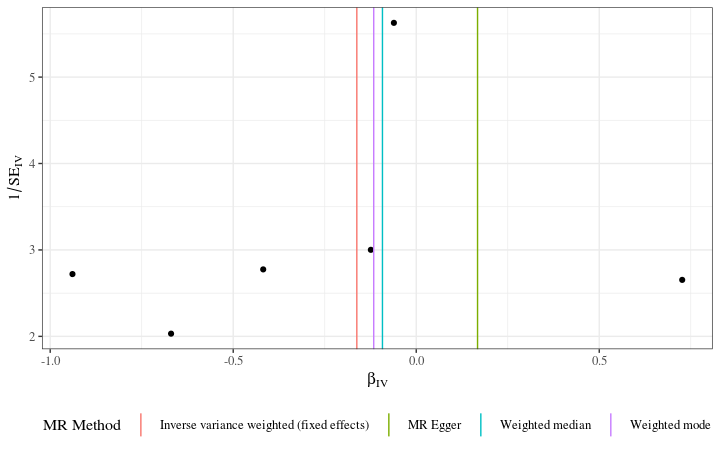 1/SE_IV
5
4
3
2
-1.0 -0.5 0.0 0.5
β_IV
MR Method Inverse variance weighted (fixed effects) MR Egger Weighted median Weighted mode